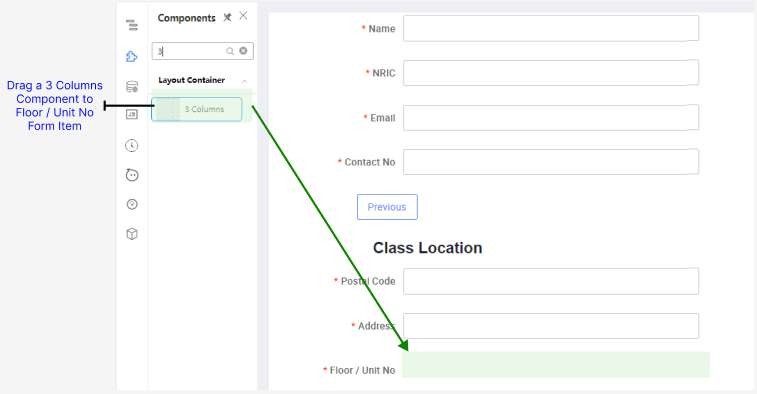 Components
3
Layout Container
3 Columns
Drag a 3 Columns
Component to
Floor / Unit No
Form Item
* Name
* NRIC
* Email
* Contact No
Previous
Class Location
* Postal Code
* Address
* Floor / Unit No